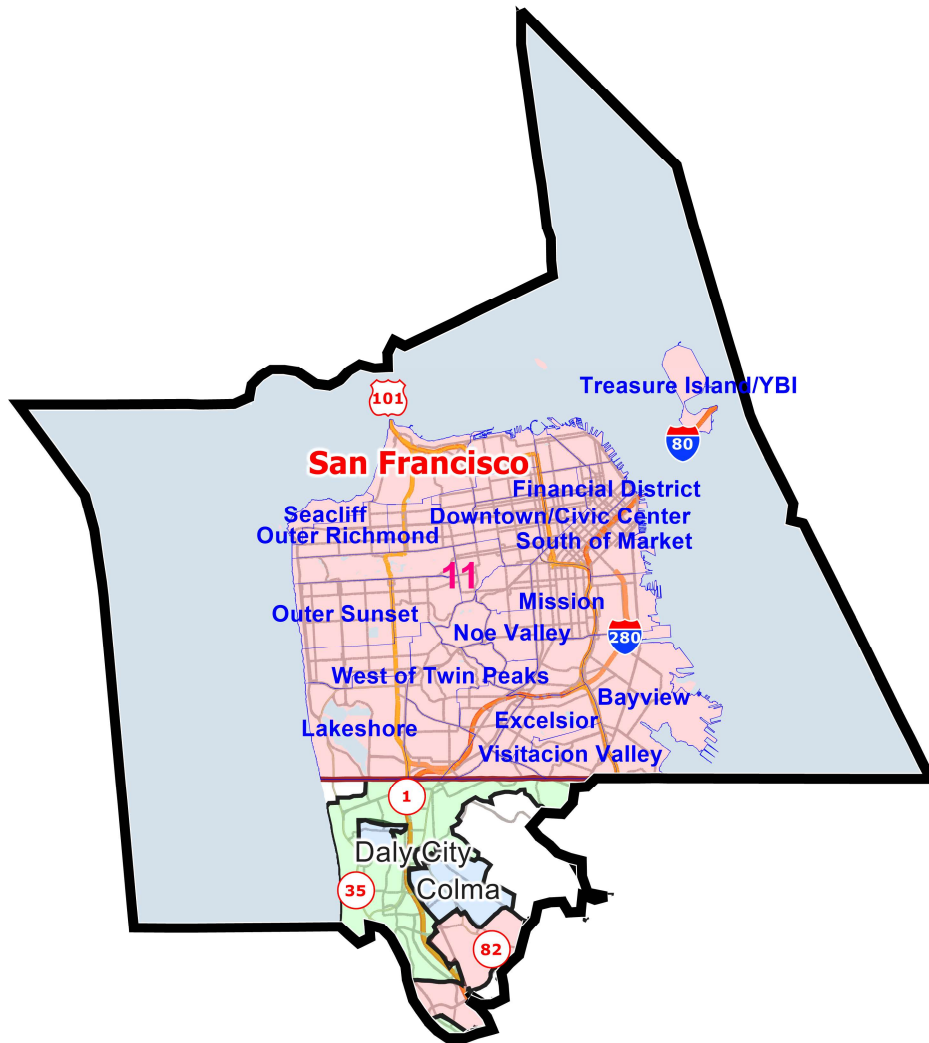 Treasure Island/YBI
101
80
San Francisco
Financial District
Seacliff
Downtown/Civic Center
Outer Richmond
South of Market
11
Mission
Outer Sunset
Noe Valley
280
West of Twin Peaks
Bayview
Excelsior
Lakeshore
Visitacion Valley
1
Daly City
35
Colma
82